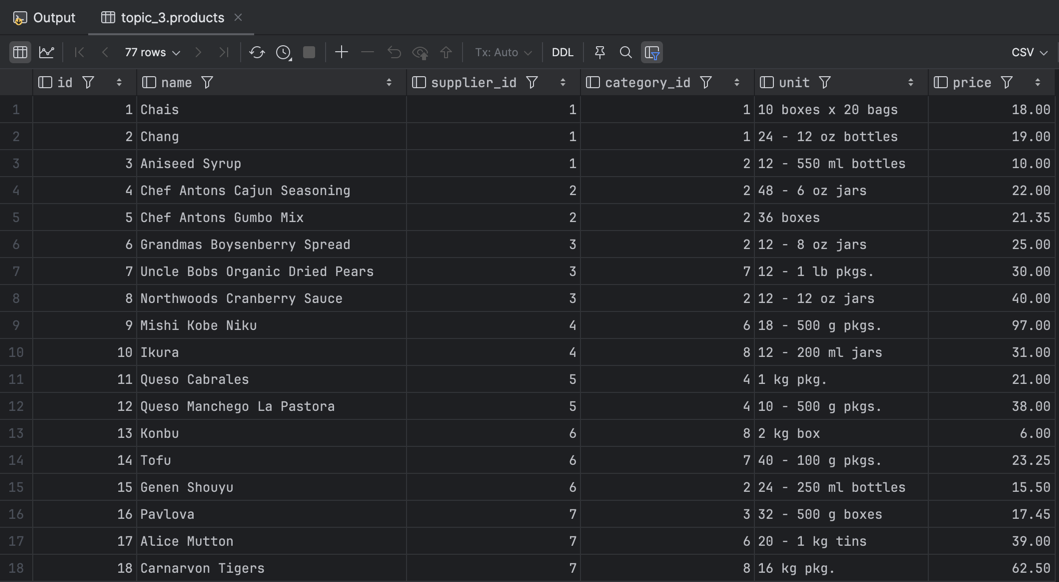 Output topic_3.products
77 rows Tx: Auto DDL CSV
id name supplier_id category_id unit price
1 1 Chais 1 1 10 boxes x 20 bags 18.00
2 2 Chang 1 1 24 - 12 oz bottles 19.00
3 3 Aniseed Syrup 1 2 12 - 550 ml bottles 10.00
4 4 Chef Antons Cajun Seasoning 2 2 48 - 6 oz jars 22.00
5 5 Chef Antons Gumbo Mix 2 2 36 boxes 21.35
6 6 Grandmas Boysenberry Spread 3 2 12 - 8 oz jars 25.00
7 7 Uncle Bobs Organic Dried Pears 3 7 12 - 1 lb pkgs. 30.00
8 8 Northwoods Cranberry Sauce 3 2 12 - 12 oz jars 40.00
9 9 Mishi Kobe Niku 4 6 18 - 500 g pkgs. 97.00
10 10 Ikura 4 8 12 - 200 ml jars 31.00
11 11 Queso Cabrales 5 4 1 kg pkg. 21.00
12 12 Queso Manchego La Pastora 5 4 10 - 500 g pkgs. 38.00
13 13 Konbu 6 8 2 kg box 6.00
14 14 Tofu 6 7 40 - 100 g pkgs. 23.25
15 15 Genen Shouyu 6 2 24 - 250 ml bottles 15.50
16 16 Pavlova 7 3 32 - 500 g boxes 17.45
17 17 Alice Mutton 7 6 20 - 1 kg tins 39.00
18 18 Carnarvon Tigers 7 8 16 kg pkg. 62.50